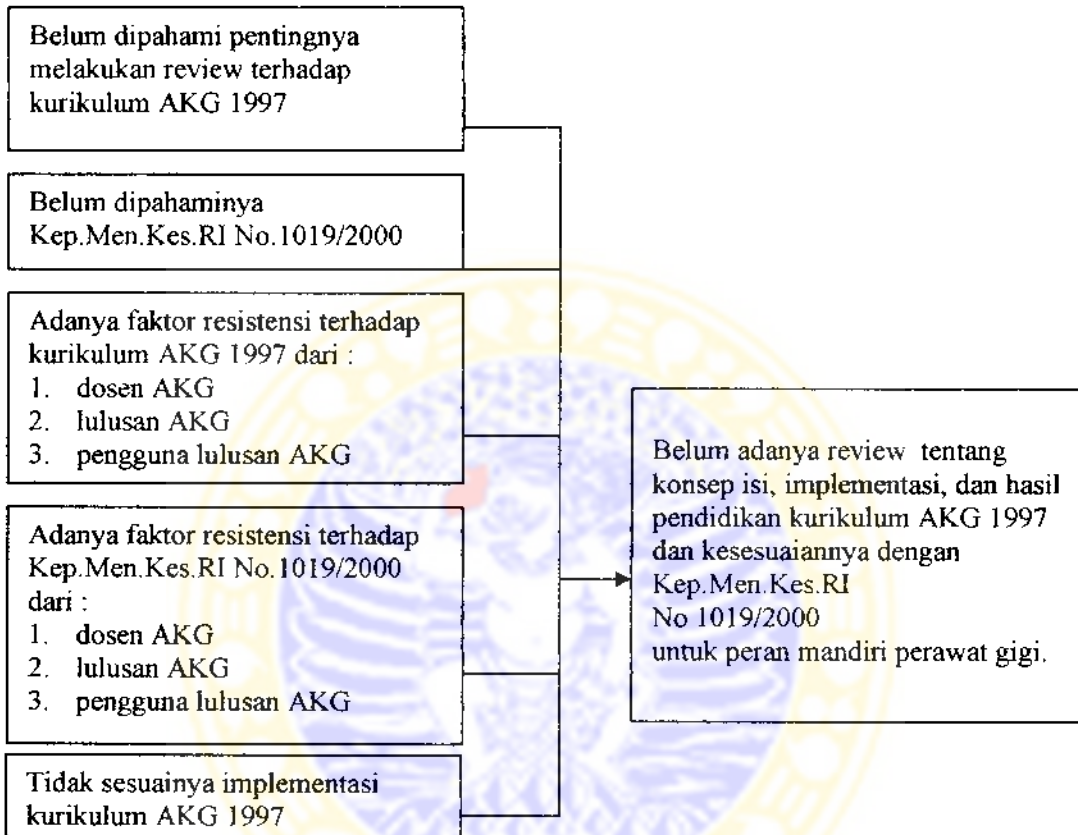 Belum dipahami pentingnya
melakukan review terhadap
kurikulum AKG 1997
Belum dipahaminya
Kep.Men.Kes.RI No.1019/2000
Adanya faktor resistensi terhadap
kurikulum AKG 1997 dari :
1. dosen AKG
2. lulusan AKG
3. pengguna lulusan AKG
Adanya faktor resistensi terhadap
Kep.Men.Kes.RI No.1019/2000
dari :
1. dosen AKG
2. lulusan AKG
3. pengguna lulusan AKG
Tidak sesuainya implementasi
kurikulum AKG 1997
Belum adanya review tentang
konsep isi, implementasi, dan hasil
pendidikan kurikulum AKG 1997
dan kesesuaiannya dengan
Kep.Men.Kes.RI
No 1019/2000
untuk peran mandiri perawat gigi.